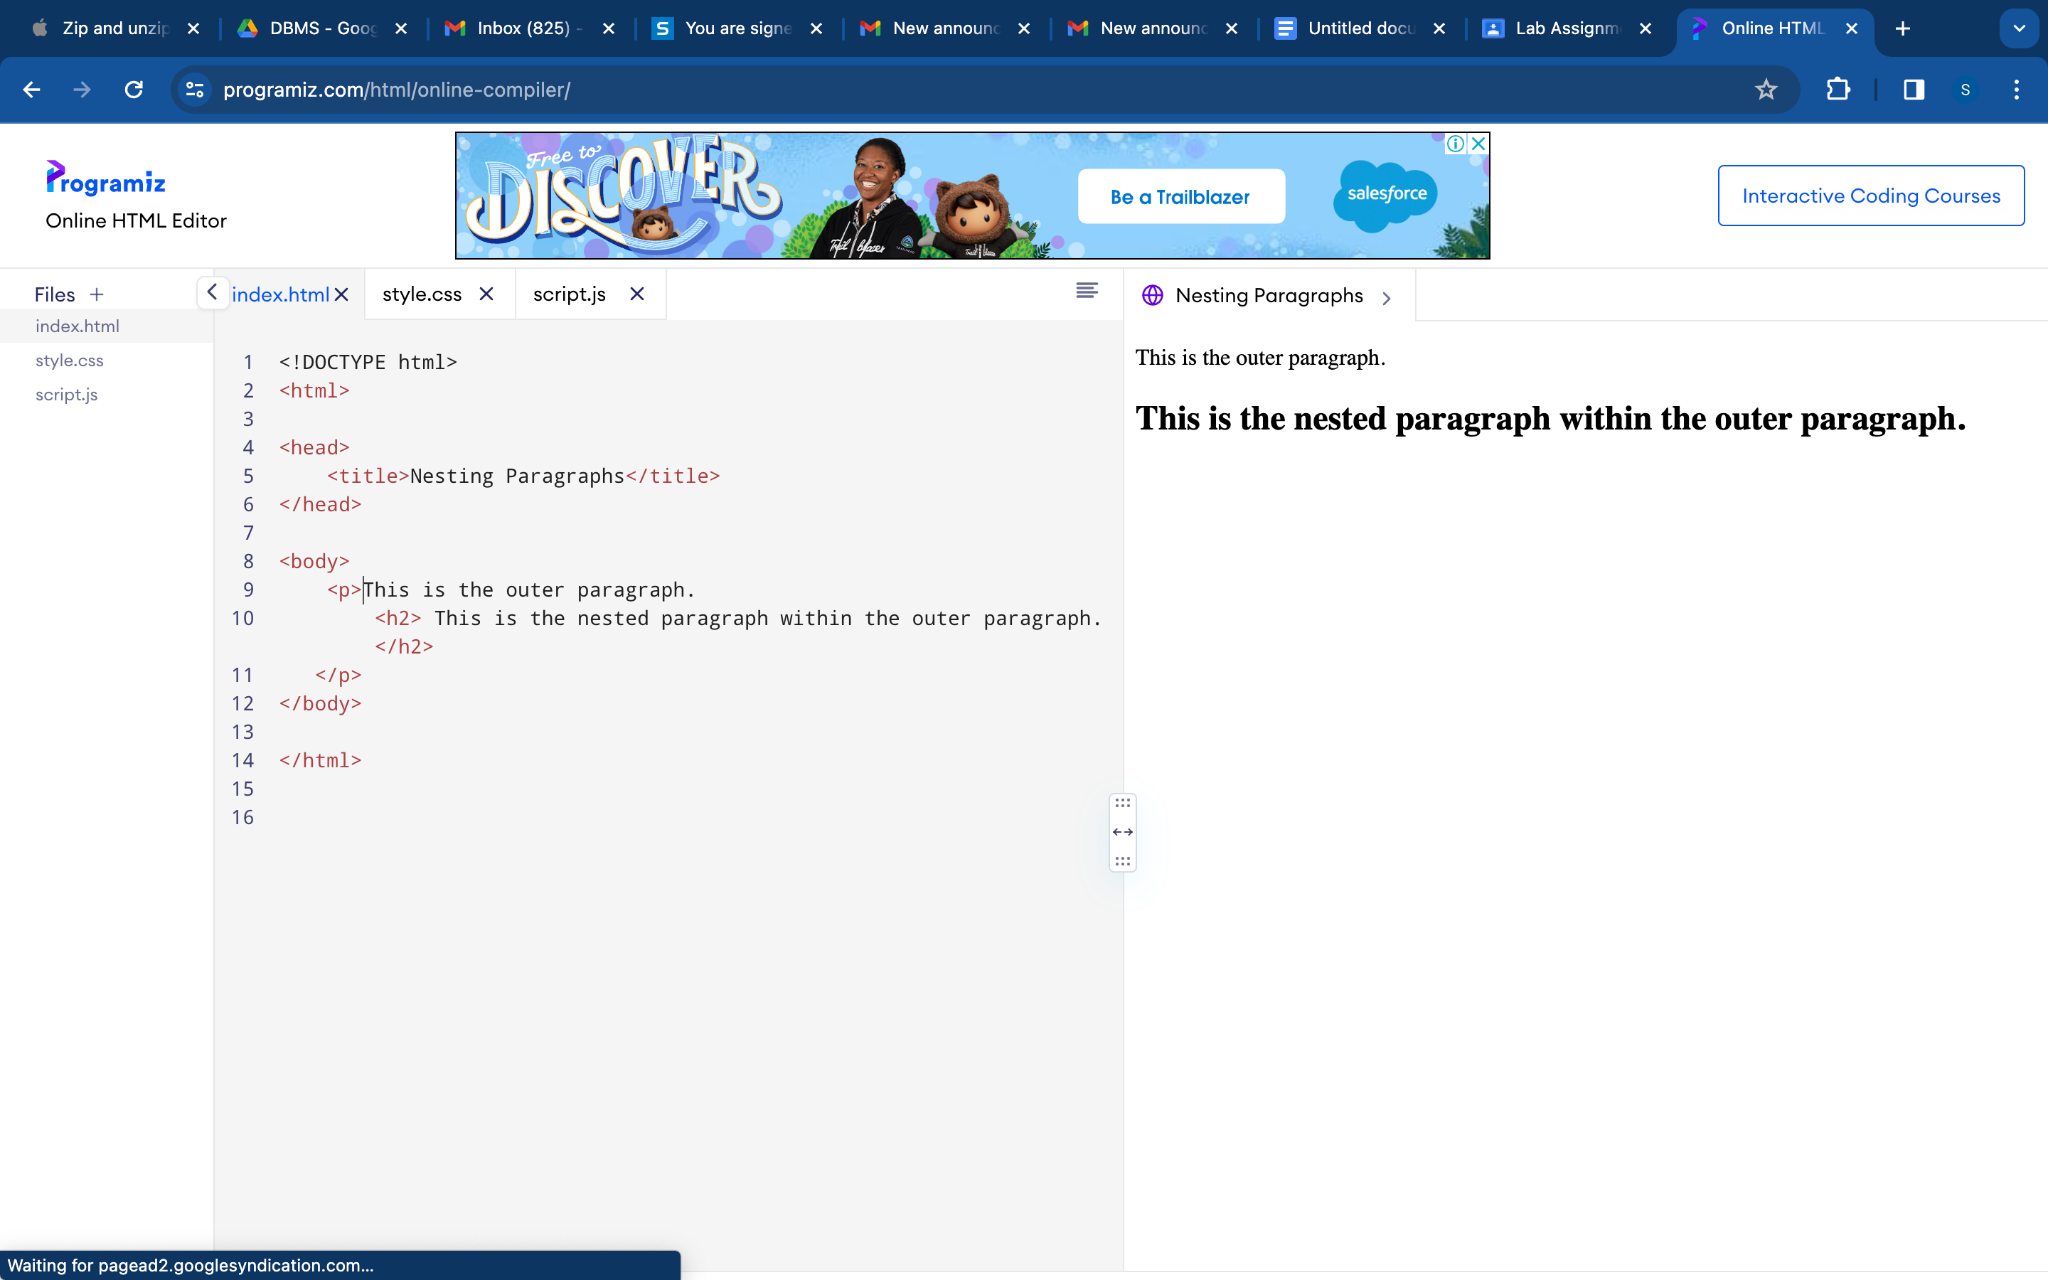 Zip and unzip
DBMS - Goog
Inbox (825) -
You are signe
New announc
New announc
Untitled docu
Lab Assignm
Online HTML
programiz.com/html/online-compiler/
S
Programiz
Online HTML Editor
Free to
DISCOVER
Be a Trailblazer
salesforce
Interactive Coding Courses
Files +
index.html
style.css
script.js
index.html
style.css
script.js
1 <!DOCTYPE html>
2 <html>
3
4 <head>
5 <title>Nesting Paragraphs</title>
6 </head>
7
8 <body>
9 <p>This is the outer paragraph.
10 <h2> This is the nested paragraph within the outer paragraph.
</h2>
11 </p>
12 </body>
13
14 </html>
15
16
Nesting Paragraphs
This is the outer paragraph.
This is the nested paragraph within the outer paragraph.
Waiting for pagead2.googlesyndication.com...